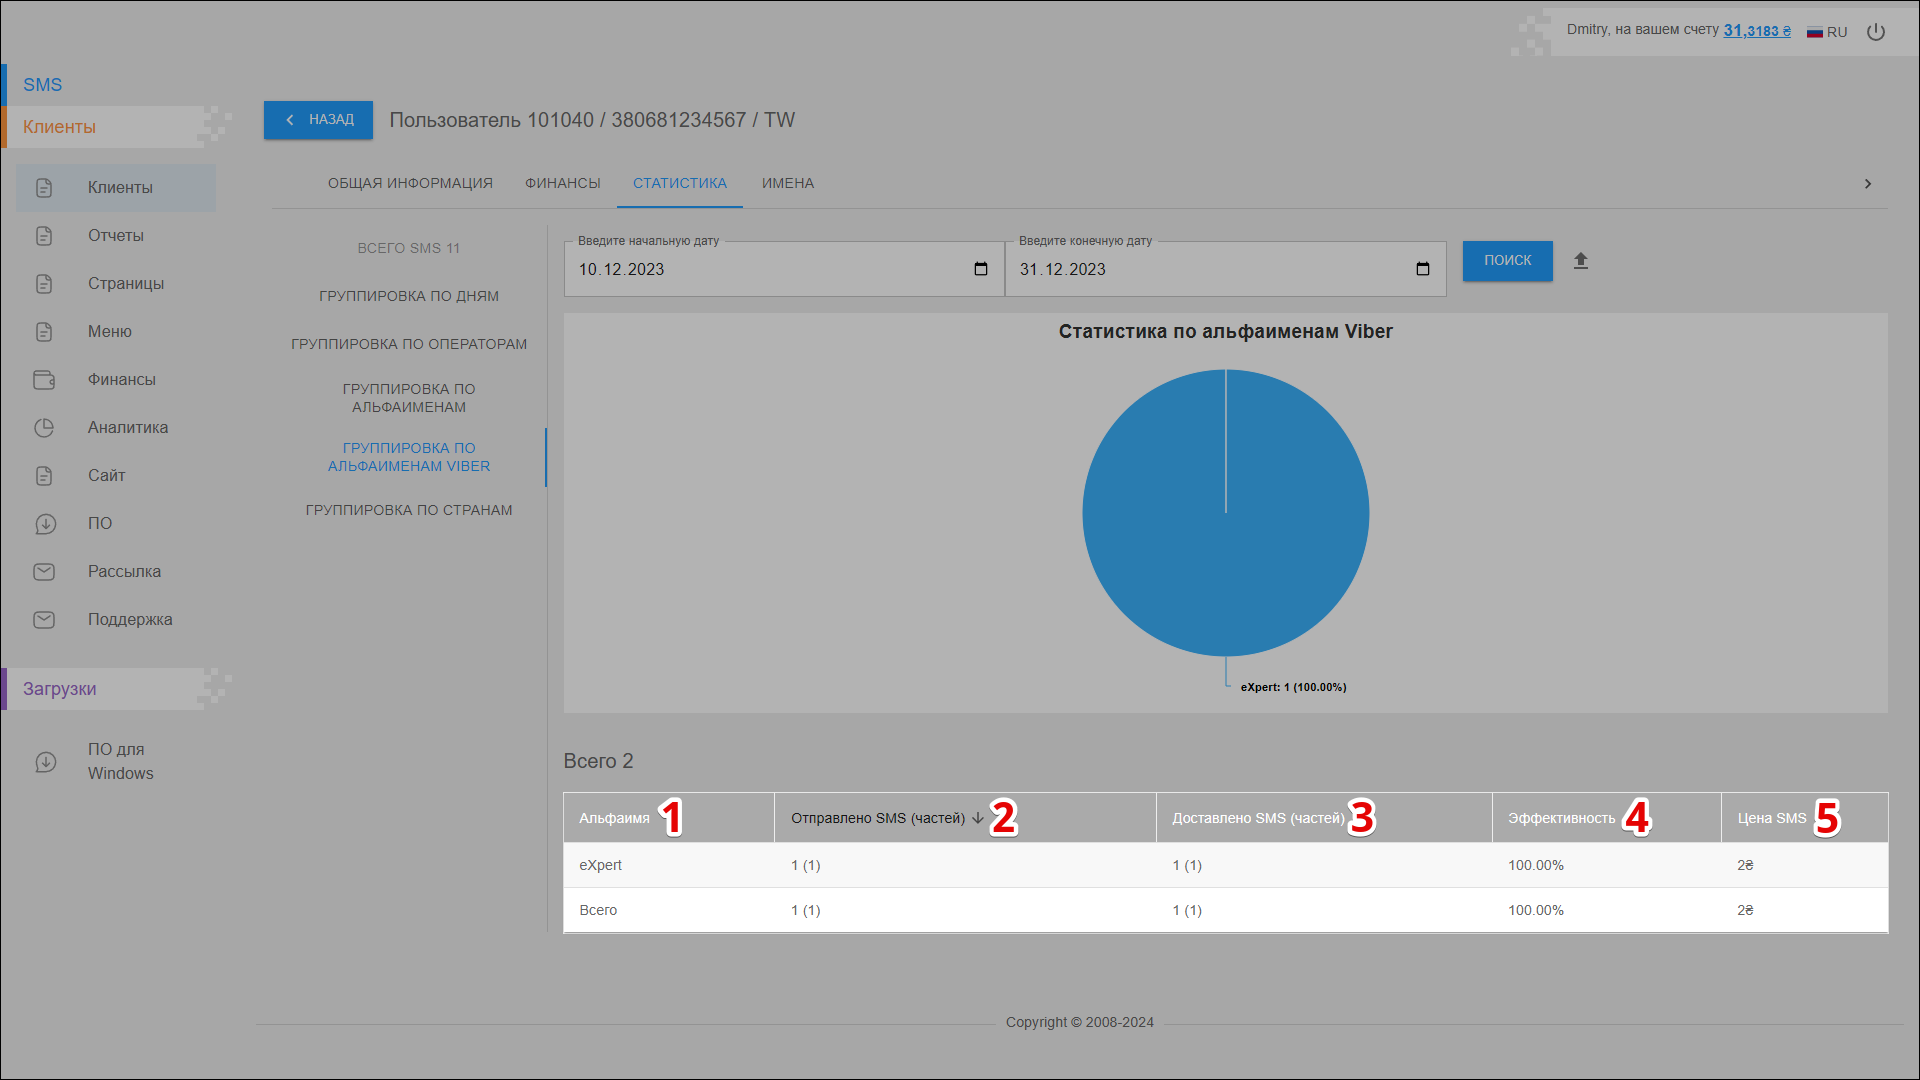 Dmitry, на вашем счету 31,3183 ₴ RU
SMS
Клиенты
Клиенты
Отчеты
Страницы
Меню
Финансы
Аналитика
Сайт
ПО
Рассылка
Поддержка
Загрузки
ПО для
Windows
НАЗАД Пользователь 101040 / 380681234567 / TW
ОБЩАЯ ИНФОРМАЦИЯ ФИНАНСЫ СТАТИСТИКА ИМЕНА
ВСЕГО SMS 11
ГРУППИРОВКА ПО ДНЯМ
ГРУППИРОВКА ПО ОПЕРАТОРАМ
ГРУППИРОВКА ПО
АЛЬФАИМЕНАМ
ГРУППИРОВКА ПО
АЛЬФАИМЕНАМ VIBER
ГРУППИРОВКА ПО СТРАНАМ
Введите начальную дату Введите конечную дату
10.12.2023 31.12.2023 ПОИСК
Статистика по альфаименам Viber
eXpert: 1 (100.00%)
Всего 2
Альфаимя 1 Отправлено SMS (частей) 2 Доставлено SMS (частей) 3 Эффективность 4 Цена SMS 5
eXpert 1 (1) 1 (1) 100.00% 2₴
Всего 1 (1) 1 (1) 100.00% 2₴
Copyright © 2008-2024